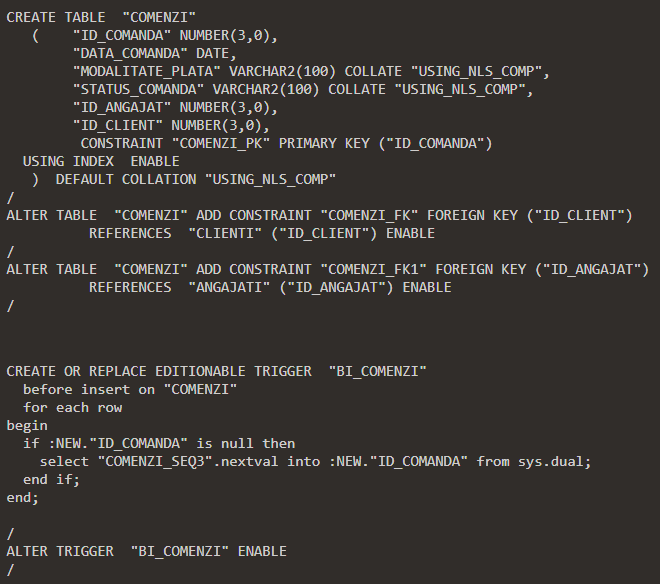 CREATE TABLE  "COMENZI"
   (    "ID_COMANDA" NUMBER(3,0),
        "DATA_COMANDA" DATE,
        "MODALITATE_PLATA" VARCHAR2(100) COLLATE "USING_NLS_COMP",
        "STATUS_COMANDA" VARCHAR2(100) COLLATE "USING_NLS_COMP",
        "ID_ANGAJAT" NUMBER(3,0),
        "ID_CLIENT" NUMBER(3,0),
         CONSTRAINT "COMENZI_PK" PRIMARY KEY ("ID_COMANDA")
  USING INDEX  ENABLE
   )  DEFAULT COLLATION "USING_NLS_COMP"
/
ALTER TABLE  "COMENZI" ADD CONSTRAINT "COMENZI_FK" FOREIGN KEY ("ID_CLIENT")
          REFERENCES  "CLIENTI" ("ID_CLIENT") ENABLE
/
ALTER TABLE  "COMENZI" ADD CONSTRAINT "COMENZI_FK1" FOREIGN KEY ("ID_ANGAJAT")
          REFERENCES  "ANGAJATI" ("ID_ANGAJAT") ENABLE
/
CREATE OR REPLACE EDITIONABLE TRIGGER  "BI_COMENZI"
  before insert on "COMENZI"
  for each row
begin
  if :NEW."ID_COMANDA" is null then
    select "COMENZI_SEQ3".nextval into :NEW."ID_COMANDA" from sys.dual;
  end if;
end;
/
ALTER TRIGGER  "BI_COMENZI" ENABLE
/